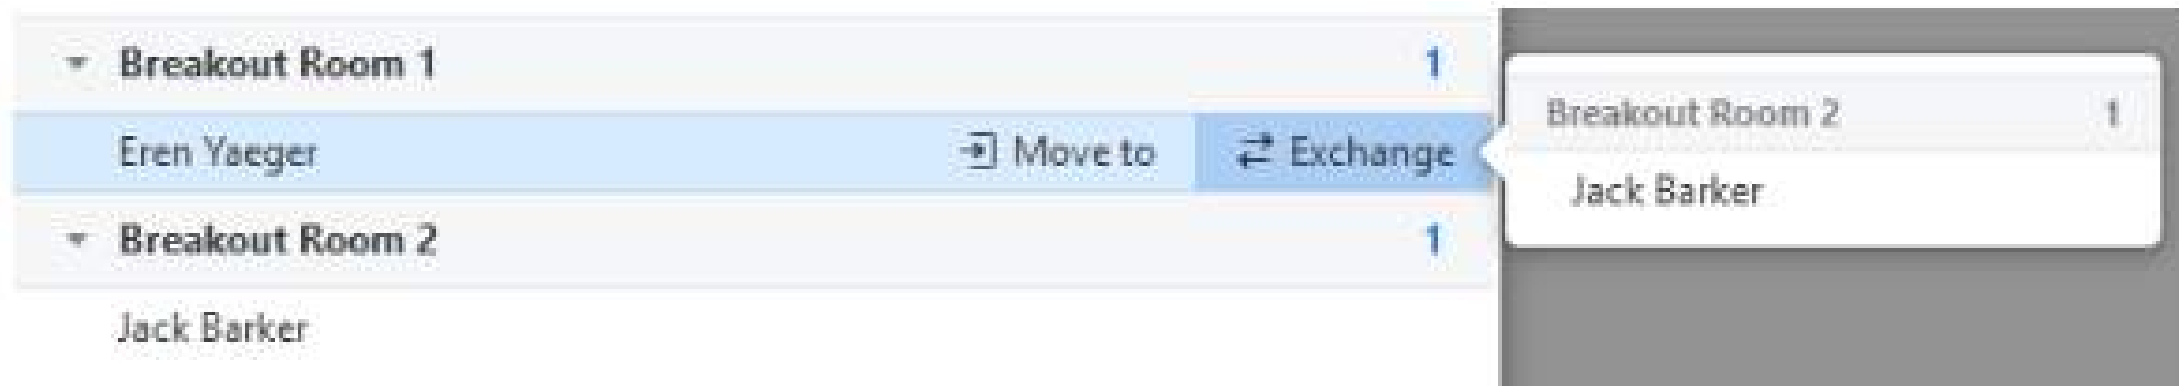 Breakout Room 1 1
Eren Yaeger Move to Exchange
Breakout Room 2 1
Jack Barker
Breakout Room 2 1
Jack Barker